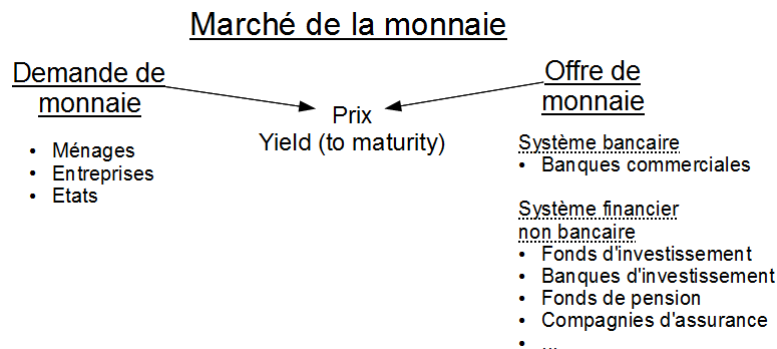 Marché de la monnaie
Demande de
monnaie
• Ménages
• Entreprises
• Etats
Prix
Yield (to maturity)
Offre de
monnaie
Système bancaire
• Banques commerciales
Système financier
non bancaire
• Fonds d'investissement
• Banques d'investissement
• Fonds de pension
• Compagnies d'assurance
• ...